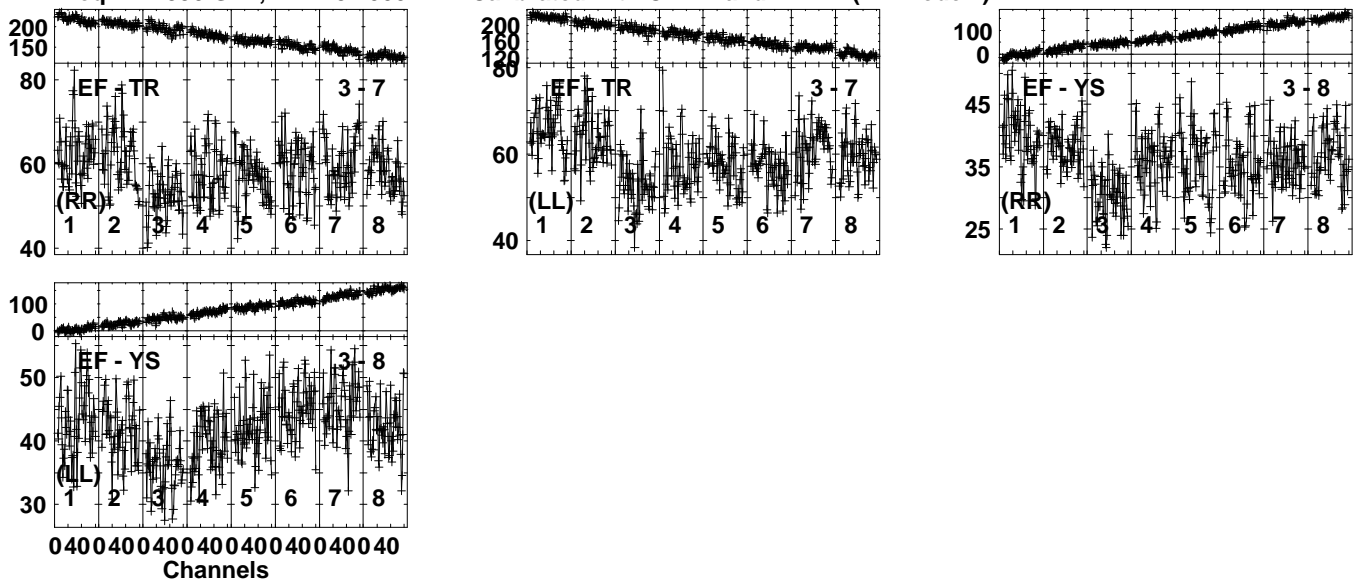 200
150
80
60
40
EF - TR 3 - 7
(RR)
1 2 3 4 5 6 7 8
200
160
120
80
60
40
EF - TR 3 - 7
(LL)
1 2 3 4 5 6 7 8
100
0
45
35
25
EF - YS 3 - 8
(RR)
1 2 3 4 5 6 7 8
100
0
50
40
30
EF - YS 3 - 8
(LL)
1 2 3 4 5 6 7 8
0 40 0 40 0 40 0 40 0 40 0 40 0 40 0 40
Channels